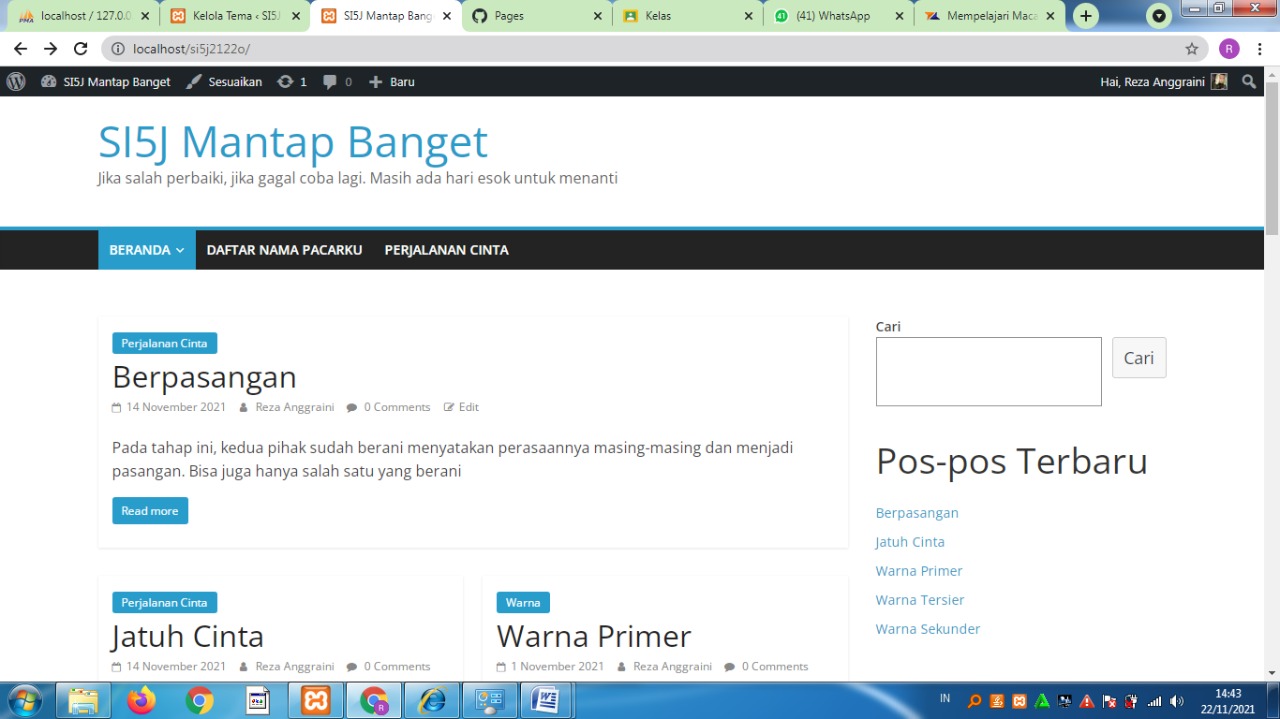 localhost / 127.0.0
Kelola Tema ‹ SI5J
SI5J Mantap Bang
Pages
Kelas
(41) WhatsApp
Mempelajari Maca
localhost/si5j2122o/
R
SI5J Mantap Banget
Sesuaikan
1
0
Baru
Hai, Reza Anggraini
SI5J Mantap Banget
Jika salah perbaiki, jika gagal coba lagi. Masih ada hari esok untuk menanti
BERANDA
DAFTAR NAMA PACARKU
PERJALANAN CINTA
Perjalanan Cinta
Berpasangan
14 November 2021 Reza Anggraini 0 Comments Edit
Pada tahap ini, kedua pihak sudah berani menyatakan perasaannya masing-masing dan menjadi
pasangan. Bisa juga hanya salah satu yang berani
Read more
Perjalanan Cinta
Jatuh Cinta
14 November 2021 Reza Anggraini 0 Comments
Warna
Warna Primer
1 November 2021 Reza Anggraini 0 Comments
Cari
Cari
Pos-pos Terbaru
Berpasangan
Jatuh Cinta
Warna Primer
Warna Tersier
Warna Sekunder
IN
14:43
22/11/2021